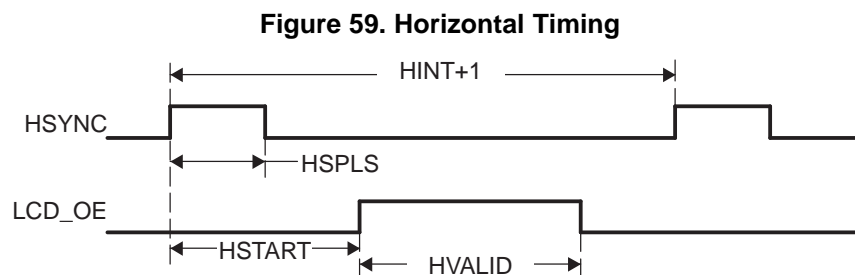 Figure 59. Horizontal Timing
HINT+1
HSYNC
HSPLS
LCD_OE
HSTART
HVALID